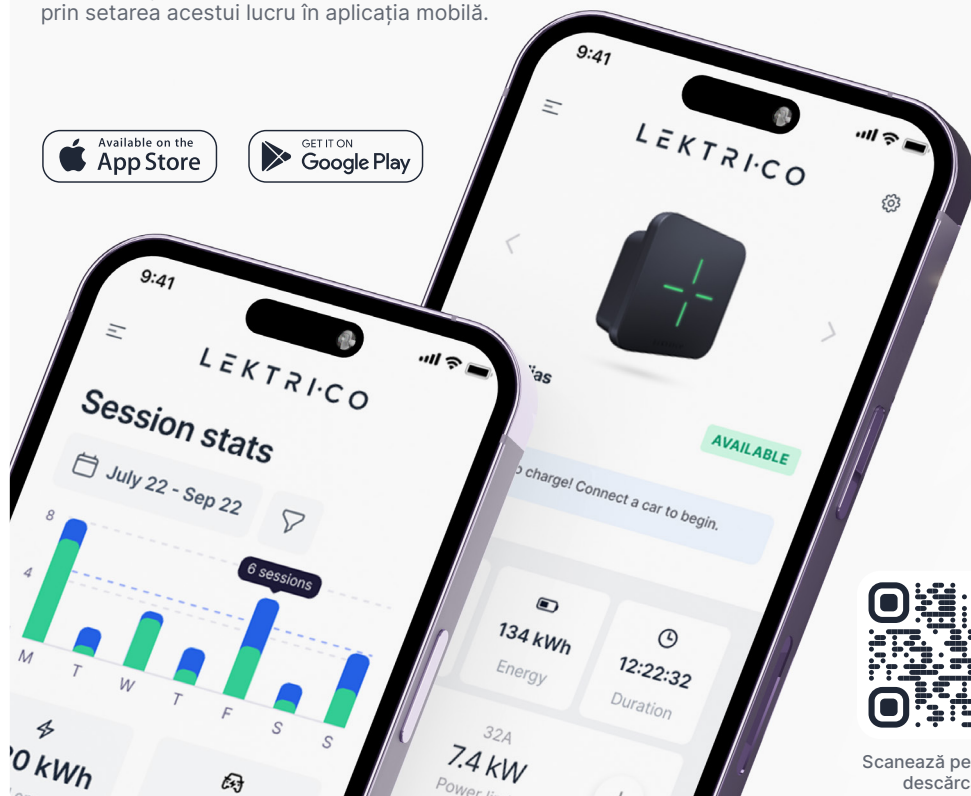 prin setarea acestui lucru în aplicația mobilă.
Available on the
App Store
GET IT ON
Google Play
9:41
LEKTRI·CO
AVAILABLE
charge! Connect a car to begin.
134 kWh
Energy
12:22:32
Duration
32A
7.4 kW
Power
9:41
LEKTRI·CO
Session stats
July 22 - Sep 22
8
6 sessions
4
M
T
W
T
F
S
S
kWh
Scanează